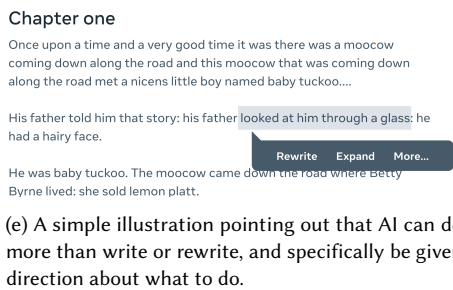 Chapter one
Once upon a time and a very good time it was there was a moocow
coming down along the road and this moocow that was coming down
along the road met a nicens little boy named baby tuckoo....
His father told him that story: his father looked at him through a glass: he
had a hairy face.
Rewrite Expand More...
He was baby tuckoo. The moocow came down the road where Betty
Byrne lived: she sold lemon platt.
(e) A simple illustration pointing out that AI can
more than write or rewrite, and specifically be
direction about what to do.